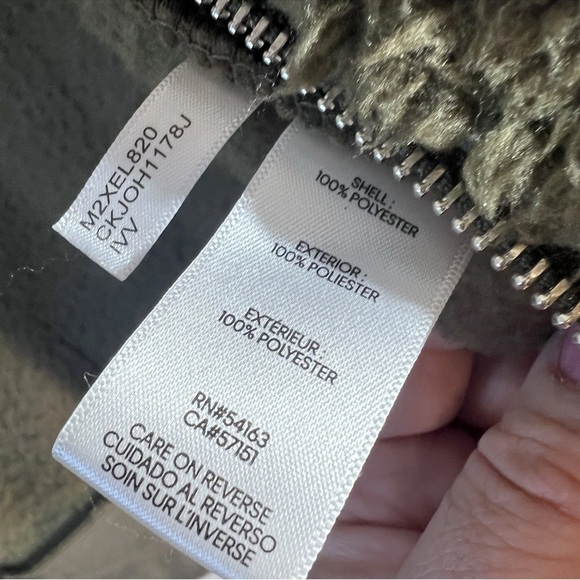 M2XEL820
CKJOH1178J
IVV
SHELL :
100% POLYESTER
EXTERIOR :
100% POLIESTER
EXTERIEUR :
100% POLYESTER
RN#54163
CA#57151
CARE ON REVERSE
CUIDADO AL REVERSO
SOIN SUR L'INVERSE